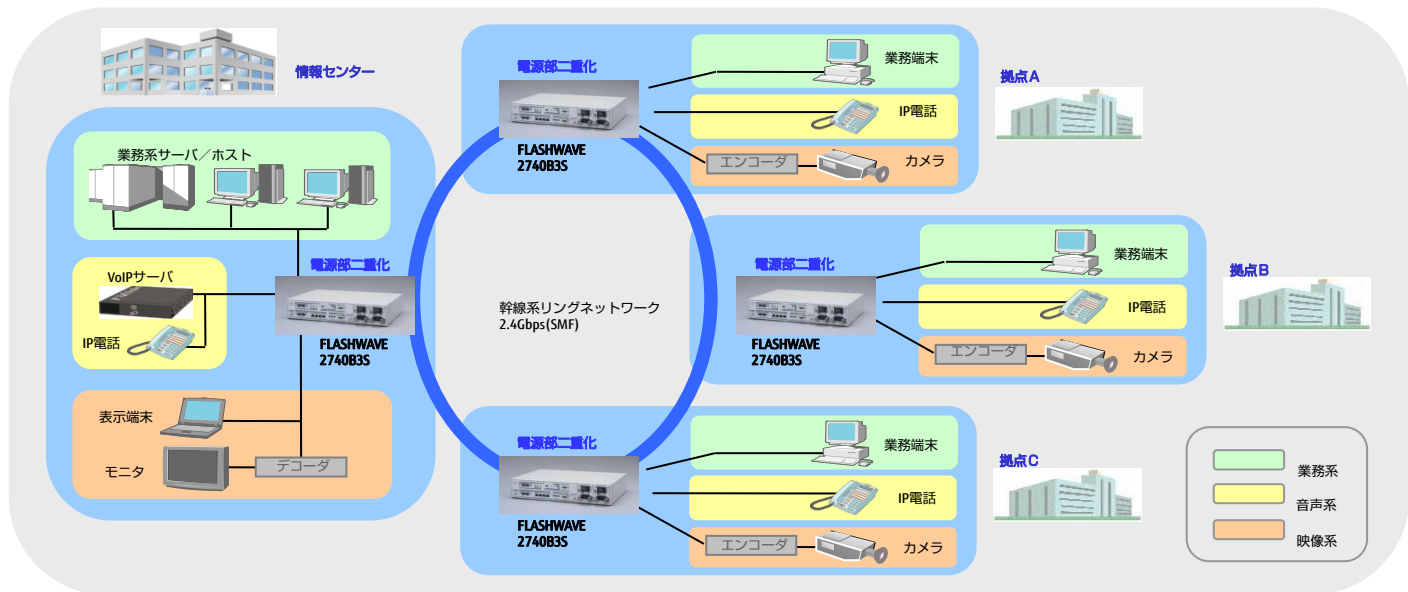 情報センター
業務系サーバ／ホスト
電源部二重化
VoIPサーバ
IP電話
FLASHWAVE
2740B3S
表示端末
モニタ
デコーダ
幹線系リングネットワーク
2.4Gbps(SMF)
電源部二重化
FLASHWAVE
2740B3S
業務端末
IP電話
エンコーダ
カメラ
拠点A
電源部二重化
FLASHWAVE
2740B3S
業務端末
IP電話
エンコーダ
カメラ
拠点B
電源部二重化
FLASHWAVE
2740B3S
業務端末
IP電話
エンコーダ
カメラ
拠点C
業務系
音声系
映像系